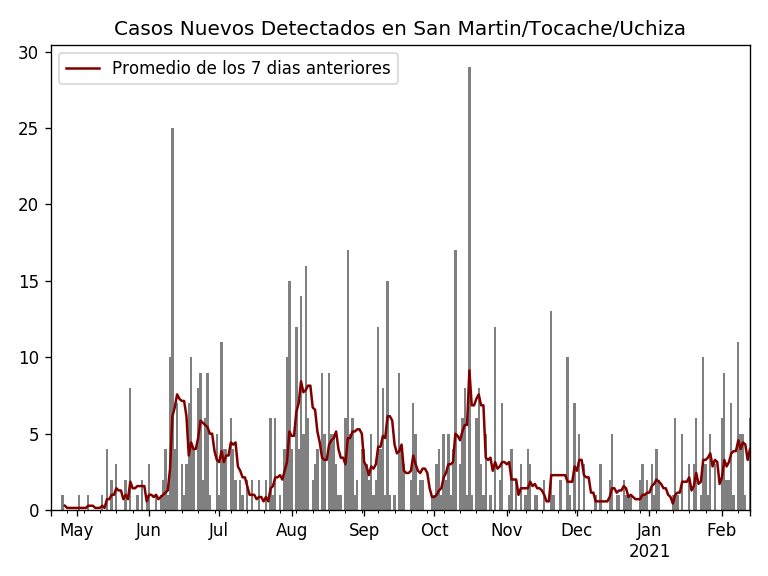 Casos Nuevos Detectados en San Martin/Tocache/Uchiza
Promedio de los 7 dias anteriores
30
25
20
15
10
5
0
May Jun Jul Aug Sep Oct Nov Dec Jan Feb
2021